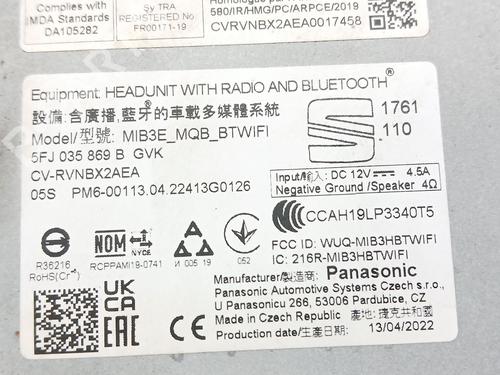 Complies with
IMDA Standards
DA105282
by TRA
REGISTERED No
ER00171-19
580/IR/HMG/PC/ARPCE/2019
CVRVNBX2AEA0017458
Equipment: HEADUNIT WITH RADIO AND BLUETOOTH®
設備:含廣播,藍牙的車載多媒體系統
Model/型號: MIB3E_MQB_BTWIFI
5FJ 035 869 B GVK
CV-RVNBX2AEA
05S PM6-00113.04.22413G0126
1761
110
Input/輸入: DC 12V 4.5A
Negative Ground /Speaker 4Ω
CCAH19LP3340T5
FCC ID: WUQ-MIB3HBTWIFI
IC: 216R-MIB3HBTWIFI
R36216
RoHS(Cr⁺⁶)
NOM NYCE
RCPPAMI19-0741
И 005 19
052
UK
CA
EAC
CE
Manufacturer/製造商: Panasonic
Panasonic Automotive Systems Czech s.r.o.,
U Panasonicu 266, 53006 Pardubice, CZ
Made in Czech Republic 產地: 捷克共和國
Production date/生產日期: 13/04/2022